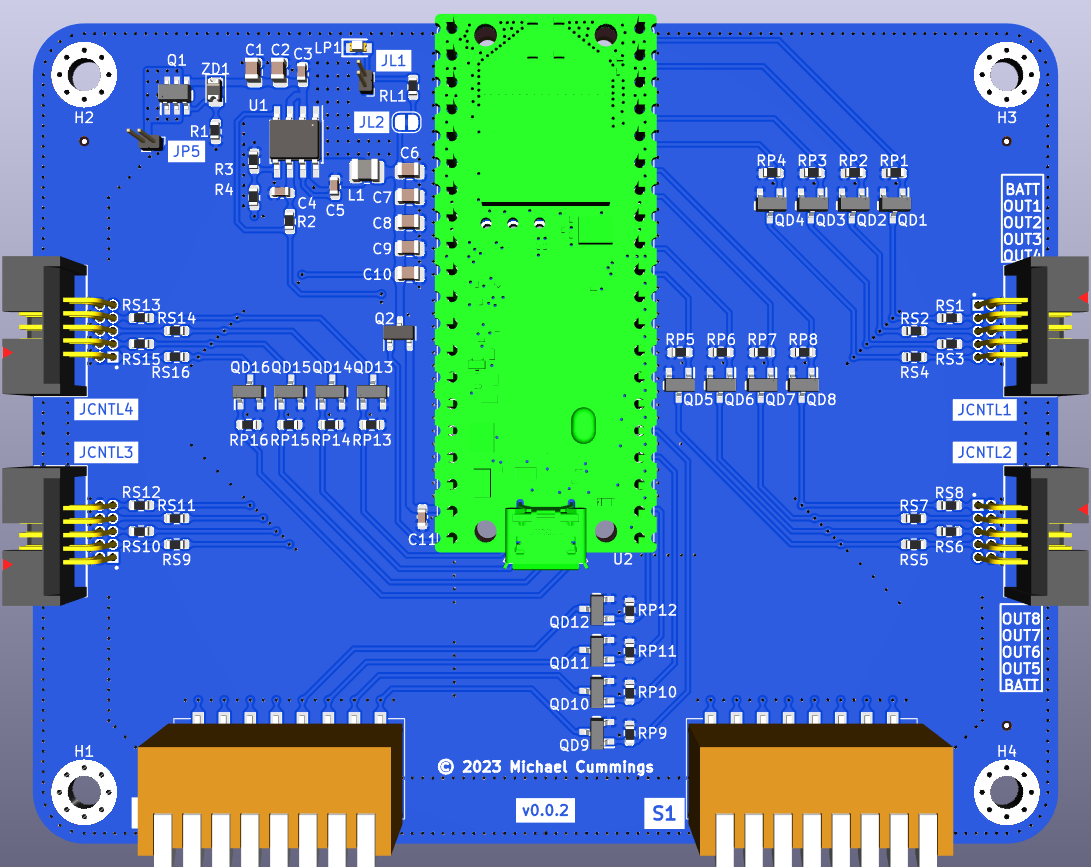 LP1
C1 C2 C3
JL1
Q1
ZD1
RL1
H2
U1
JL2
H3
R1
JP5
C6
R3
RP4 RP3 RP2 RP1
R4
C4
C5
L1
C7
BATT
OUT1
OUT2
OUT3
OUT4
R2
C8
QD4 QD3 QD2 QD1
C9
C10
RS13
RS14
Q2
RS1
RS2
RS15
RS16
RP5 RP6 RP7 RP8
RS3
RS4
QD16 QD15 QD14 QD13
QD5 QD6 QD7 QD8
JCNTL4
JCNTL1
RP16 RP15 RP14 RP13
JCNTL3
JCNTL2
RS12
RS11
RS8
RS7
C11
RS10
RS9
RS6
RS5
U2
RP12
QD12
OUT8
OUT7
OUT6
OUT5
BATT
RP11
QD11
RP10
QD10
RP9
QD9
H1
H4
© 2023 Michael Cummings
v0.0.2
S1